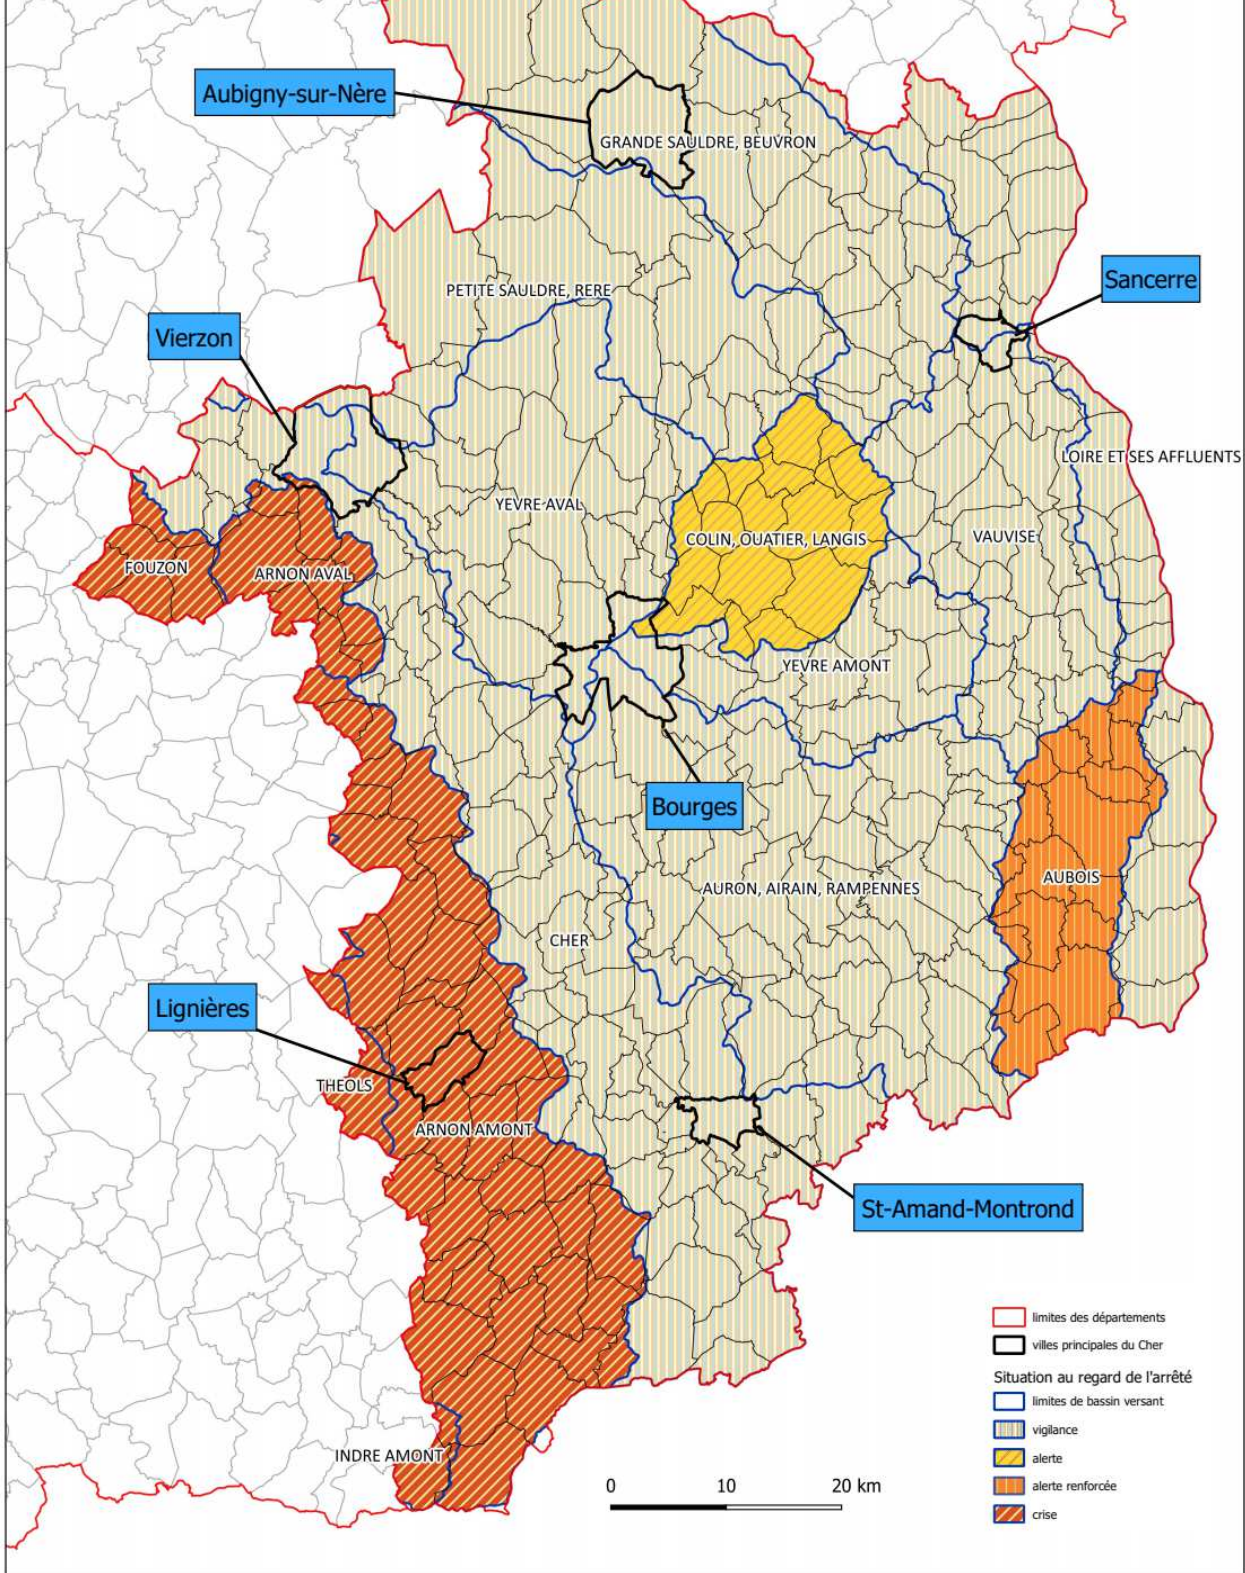 Aubigny-sur-Nère
GRANDE SAULDRE, BEUVRON
Sancerre
PETITE SAULDRE, RERE
Vierzon
LOIRE ET SES AFFLUENTS
YEVRE AVAL
COLIN, OUATIER, LANGIS
VAUVISE
FOUZON
ARNON AVAL
YEVRE AMONT
Bourges
AUBOIS
AURON, AIRAIN, RAMPENNES
CHER
Lignières
THEOLS
ARNON AMONT
St-Amand-Montrond
limites des départements
villes principales du Cher
Situation au regard de l'arrêté
limites de bassin versant
vigilance
alerte
alerte renforcée
crise
INDRE AMONT
0 10 20 km